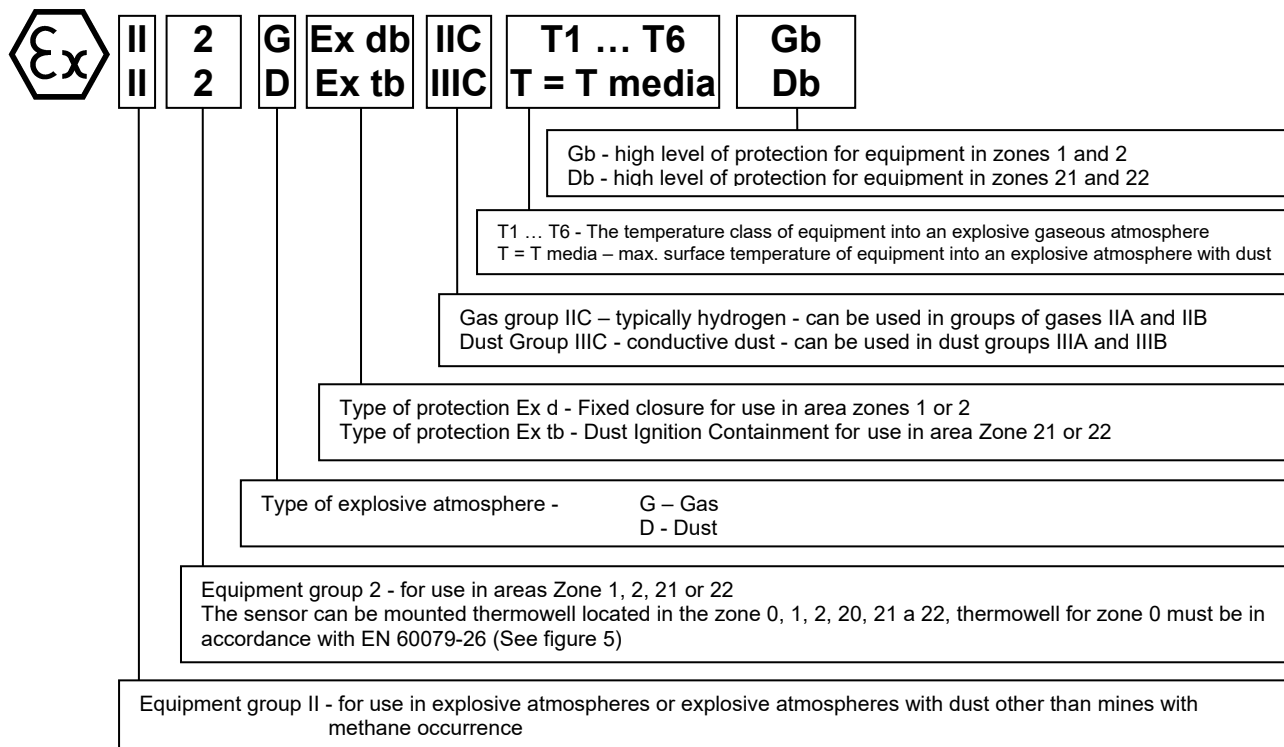 Ex II 2 G Ex db IIC T1 … T6 Gb
II 2 D Ex tb IIIC T = T media Db
Gb - high level of protection for equipment in zones 1 and 2
Db - high level of protection for equipment in zones 21 and 22
T1 … T6 - The temperature class of equipment into an explosive gaseous atmosphere
T = T media – max. surface temperature of equipment into an explosive atmosphere with dust
Gas group IIC – typically hydrogen - can be used in groups of gases IIA and IIB
Dust Group IIIC - conductive dust - can be used in dust groups IIIA and IIIB
Type of protection Ex d - Fixed closure for use in area zones 1 or 2
Type of protection Ex tb - Dust Ignition Containment for use in area Zone 21 or 22
Type of explosive atmosphere - G – Gas
D - Dust
Equipment group 2 - for use in areas Zone 1, 2, 21 or 22
The sensor can be mounted thermowell located in the zone 0, 1, 2, 20, 21 a 22, thermowell for zone 0 must be in
accordance with EN 60079-26 (See figure 5)
Equipment group II - for use in explosive atmospheres or explosive atmospheres with dust other than mines with
methane occurrence